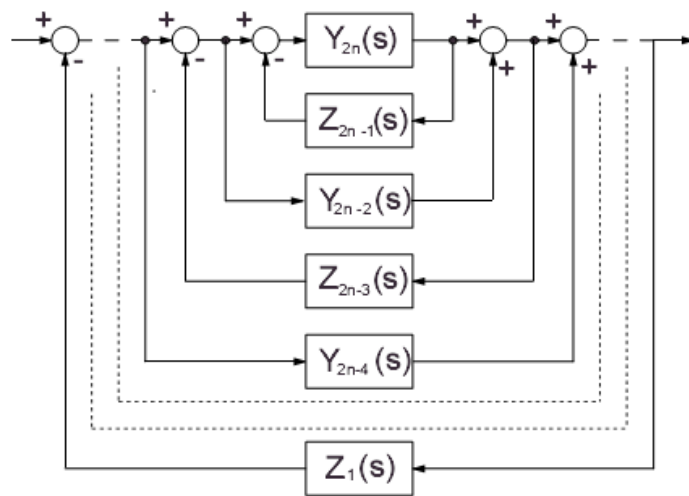 + + + Y2n(s) + +
- - - + +
Z2n-1(s)
Y2n-2(s)
Z2n-3(s)
Y2n-4(s)
Z1(s)